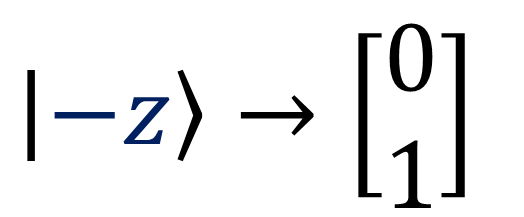 |−z⟩ → [0
1]